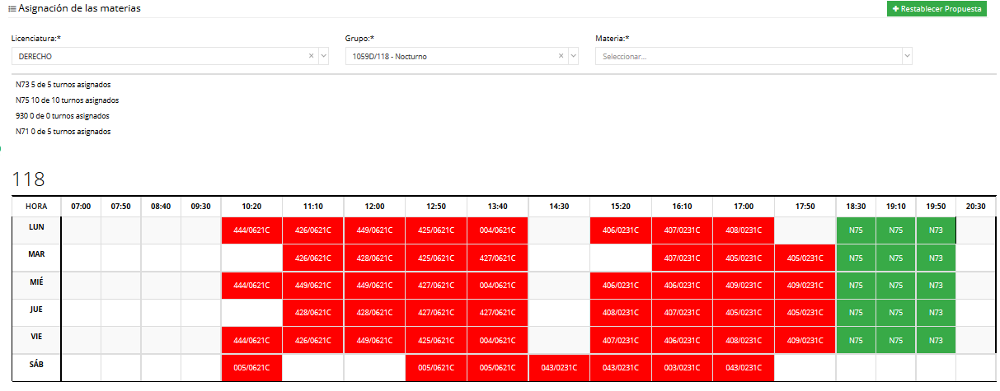 Asignación de las materias
Restablecer Propuesta
Licenciatura:* Grupo:* Materia:*
DERECHO 1059D/118 - Nocturno Seleccionar...
N73 5 de 5 turnos asignados
N75 10 de 10 turnos asignados
930 0 de 0 turnos asignados
N71 0 de 5 turnos asignados
118
HORA 07:00 07:50 08:40 09:30 10:20 11:10 12:00 12:50 13:40 14:30 15:20 16:10 17:00 17:50 18:30 19:10 19:50 20:30
LUN 444/0621C 426/0621C 449/0621C 425/0621C 004/0621C 406/0231C 407/0231C 408/0231C N75 N75 N73
MAR 426/0621C 428/0621C 425/0621C 427/0621C 407/0231C 405/0231C 405/0231C N75 N75 N73
MIÉ 444/0621C 449/0621C 449/0621C 427/0621C 004/0621C 406/0231C 406/0231C 409/0231C 409/0231C N75 N75 N73
JUE 428/0621C 428/0621C 427/0621C 427/0621C 408/0231C 407/0231C 405/0231C 405/0231C N75 N75 N73
VIE 444/0621C 426/0621C 449/0621C 425/0621C 004/0621C 407/0231C 406/0231C 408/0231C 409/0231C N75 N75 N73
SÁB 005/0621C 005/0621C 005/0621C 043/0231C 043/0231C 003/0231C 043/0231C